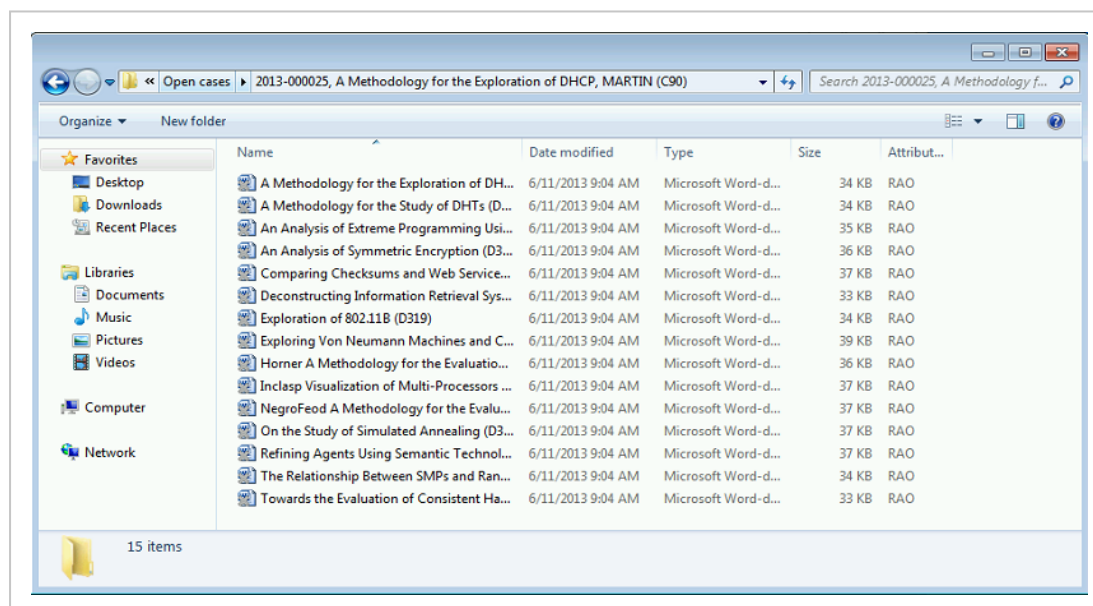 « Open cases ▸ 2013-000025, A Methodology for the Exploration of DHCP, MARTIN (C90)
Search 2013-000025, A Methodology f...
Organize ▾ New folder
Name Date modified Type Size Attribut...
Favorites
Desktop
Downloads
Recent Places
Libraries
Documents
Music
Pictures
Videos
Computer
Network
A Methodology for the Exploration of DH... 6/11/2013 9:04 AM Microsoft Word-d... 34 KB RAO
A Methodology for the Study of DHTs (D... 6/11/2013 9:04 AM Microsoft Word-d... 34 KB RAO
An Analysis of Extreme Programming Usi... 6/11/2013 9:04 AM Microsoft Word-d... 35 KB RAO
An Analysis of Symmetric Encryption (D3... 6/11/2013 9:04 AM Microsoft Word-d... 36 KB RAO
Comparing Checksums and Web Service... 6/11/2013 9:04 AM Microsoft Word-d... 37 KB RAO
Deconstructing Information Retrieval Sys... 6/11/2013 9:04 AM Microsoft Word-d... 33 KB RAO
Exploration of 802.11B (D319) 6/11/2013 9:04 AM Microsoft Word-d... 34 KB RAO
Exploring Von Neumann Machines and C... 6/11/2013 9:04 AM Microsoft Word-d... 39 KB RAO
Horner A Methodology for the Evaluatio... 6/11/2013 9:04 AM Microsoft Word-d... 36 KB RAO
Inclasp Visualization of Multi-Processors ... 6/11/2013 9:04 AM Microsoft Word-d... 37 KB RAO
NegroFeod A Methodology for the Evalu... 6/11/2013 9:04 AM Microsoft Word-d... 37 KB RAO
On the Study of Simulated Annealing (D3... 6/11/2013 9:04 AM Microsoft Word-d... 37 KB RAO
Refining Agents Using Semantic Technol... 6/11/2013 9:04 AM Microsoft Word-d... 37 KB RAO
The Relationship Between SMPs and Ran... 6/11/2013 9:04 AM Microsoft Word-d... 34 KB RAO
Towards the Evaluation of Consistent Ha... 6/11/2013 9:04 AM Microsoft Word-d... 33 KB RAO
15 items